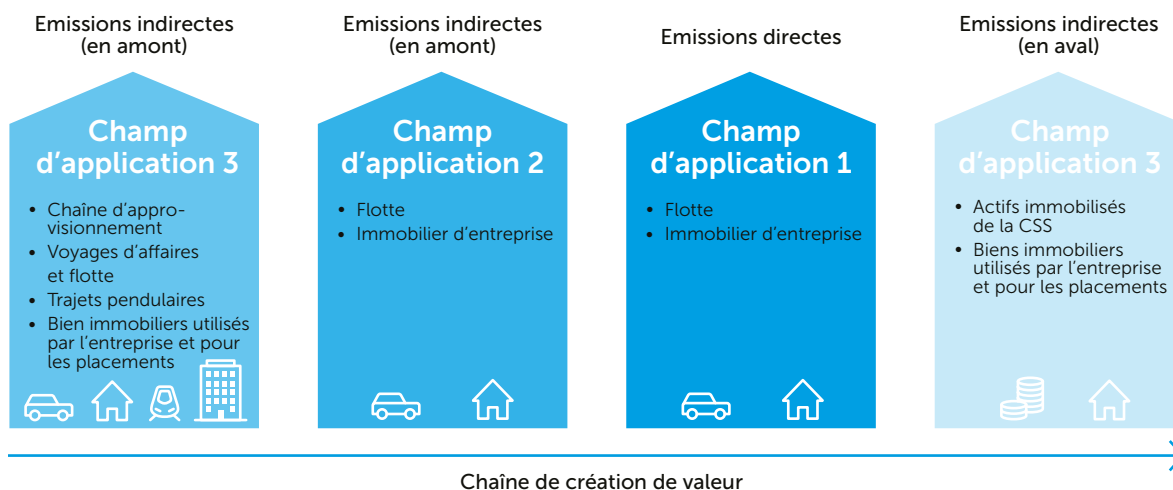 Emissions indirectes
(en amont)
Champ
d'application 3
• Chaîne d'appro-
visionnement
• Voyages d'affaires
et flotte
• Trajets pendulaires
• Bien immobiliers utilisés
par l'entreprise et pour
les placements
Emissions indirectes
(en amont)
Champ
d'application 2
• Flotte
• Immobilier d'entreprise
Emissions directes
Champ
d'application 1
• Flotte
• Immobilier d'entreprise
Emissions indirectes
(en aval)
Champ
d'application 3
• Actifs immobilisés
de la CSS
• Biens immobiliers
utilisés par l'entreprise
et pour les placements
Chaîne de création de valeur